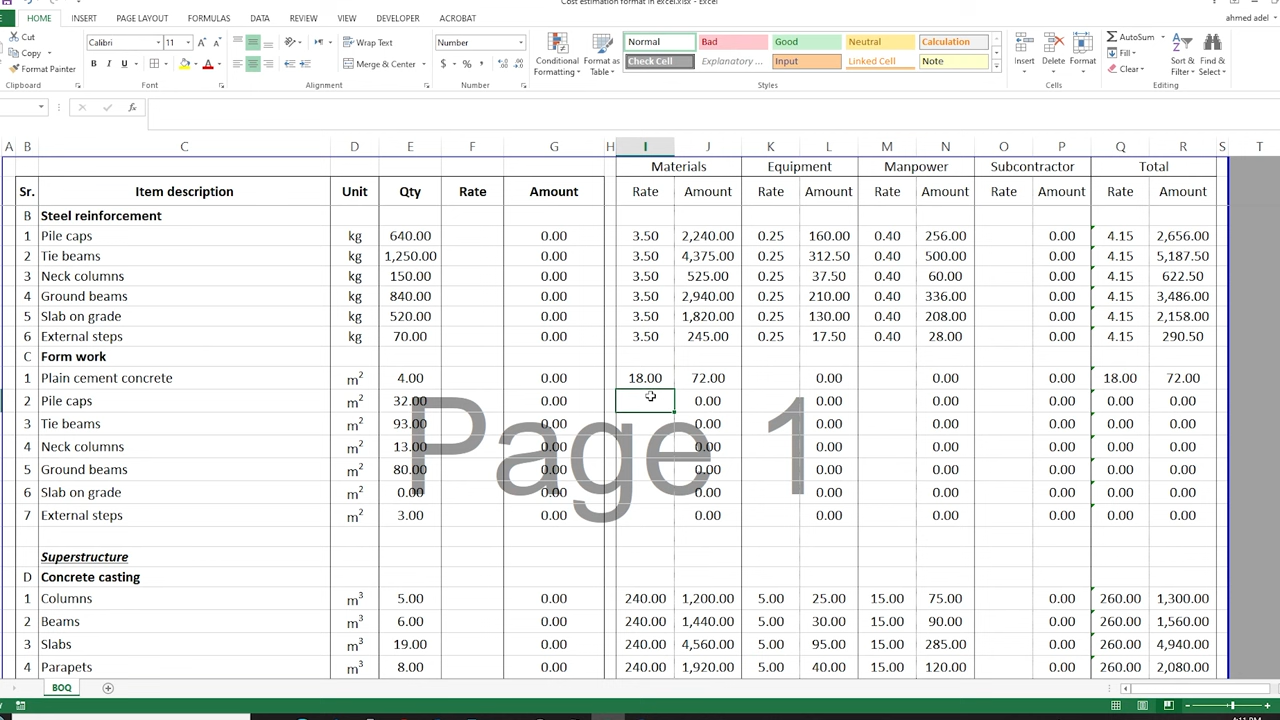 Cost estimation format in excel.xlsx - Excel
HOME INSERT PAGE LAYOUT FORMULAS DATA REVIEW VIEW DEVELOPER ACROBAT ahmed adel
Cut Calibri 11 Wrap Text Number Normal Bad Good Neutral Calculation AutoSum
Copy Fill
Format Painter B I U Merge & Center $ % Conditional Formatting Format as Table Check Cell Explanatory ... Input Linked Cell Note Insert Delete Format Clear Sort & Filter Find & Select
Clipboard Font Alignment Number Styles Cells Editing
fx
A B C D E F G H I J K L M N O P Q R S T
Materials Equipment Manpower Subcontractor Total
Sr. Item description Unit Qty Rate Amount Rate Amount Rate Amount Rate Amount Rate Amount Rate Amount
B Steel reinforcement
1 Pile caps kg 640.00 0.00 3.50 2,240.00 0.25 160.00 0.40 256.00 0.00 4.15 2,656.00
2 Tie beams kg 1,250.00 0.00 3.50 4,375.00 0.25 312.50 0.40 500.00 0.00 4.15 5,187.50
3 Neck columns kg 150.00 0.00 3.50 525.00 0.25 37.50 0.40 60.00 0.00 4.15 622.50
4 Ground beams kg 840.00 0.00 3.50 2,940.00 0.25 210.00 0.40 336.00 0.00 4.15 3,486.00
5 Slab on grade kg 520.00 0.00 3.50 1,820.00 0.25 130.00 0.40 208.00 0.00 4.15 2,158.00
6 External steps kg 70.00 0.00 3.50 245.00 0.25 17.50 0.40 28.00 0.00 4.15 290.50
C Form work
1 Plain cement concrete m² 4.00 0.00 18.00 72.00 0.00 0.00 0.00 18.00 72.00
2 Pile caps m² 32.00 0.00 0.00 0.00 0.00 0.00 0.00 0.00
3 Tie beams m² 93.00 0.00 0.00 0.00 0.00 0.00 0.00 0.00
4 Neck columns m² 13.00 0.00 0.00 0.00 0.00 0.00 0.00 0.00
Page 1
5 Ground beams m² 80.00 0.00 0.00 0.00 0.00 0.00 0.00 0.00
6 Slab on grade m² 0.00 0.00 0.00 0.00 0.00 0.00 0.00 0.00
7 External steps m² 3.00 0.00 0.00 0.00 0.00 0.00 0.00 0.00
Superstructure
D Concrete casting
1 Columns m³ 5.00 0.00 240.00 1,200.00 5.00 25.00 15.00 75.00 0.00 260.00 1,300.00
2 Beams m³ 6.00 0.00 240.00 1,440.00 5.00 30.00 15.00 90.00 0.00 260.00 1,560.00
3 Slabs m³ 19.00 0.00 240.00 4,560.00 5.00 95.00 15.00 285.00 0.00 260.00 4,940.00
4 Parapets m³ 8.00 0.00 240.00 1,920.00 5.00 40.00 15.00 120.00 0.00 260.00 2,080.00
BOQ